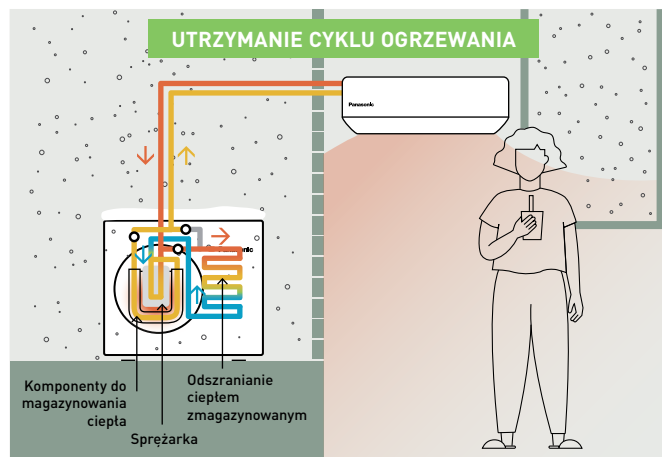 UTRZYMANIE CYKLU OGRZEWANIA
Panasonic
Komponenty do
magazynowania
ciepła
Sprężarka
Odszranianie
ciepłem
zmagazynowanym